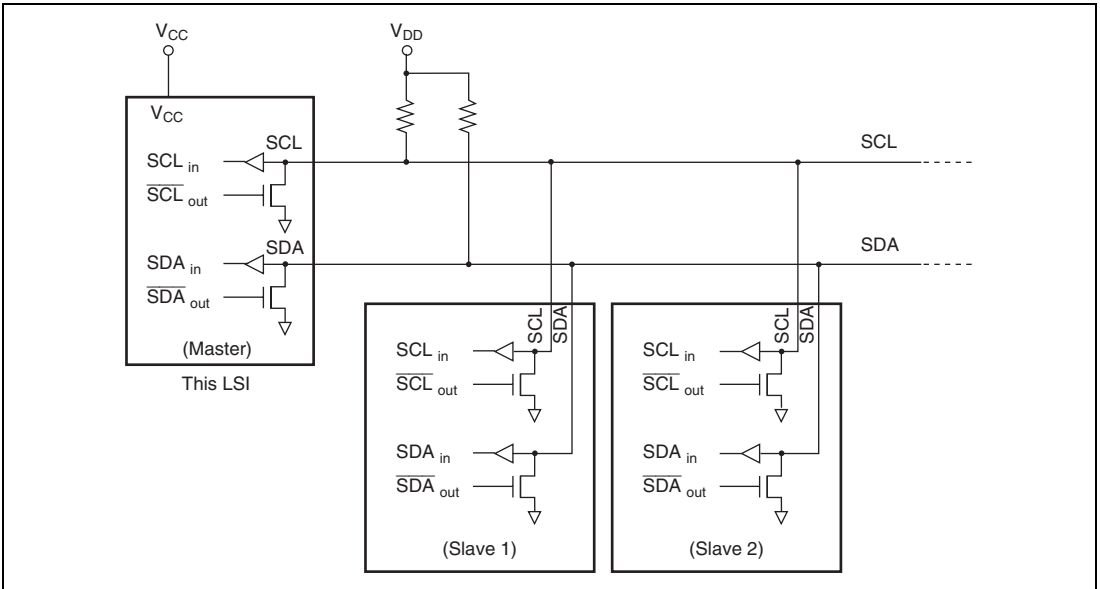 VCC
VDD
VCC
SCL
SCL in
SCL out
SDA
SDA in
SDA out
(Master)
This LSI
SCL
SDA
SCL
SDA
SCL in
SCL out
SDA in
SDA out
(Slave 1)
SCL
SDA
SCL in
SCL out
SDA in
SDA out
(Slave 2)